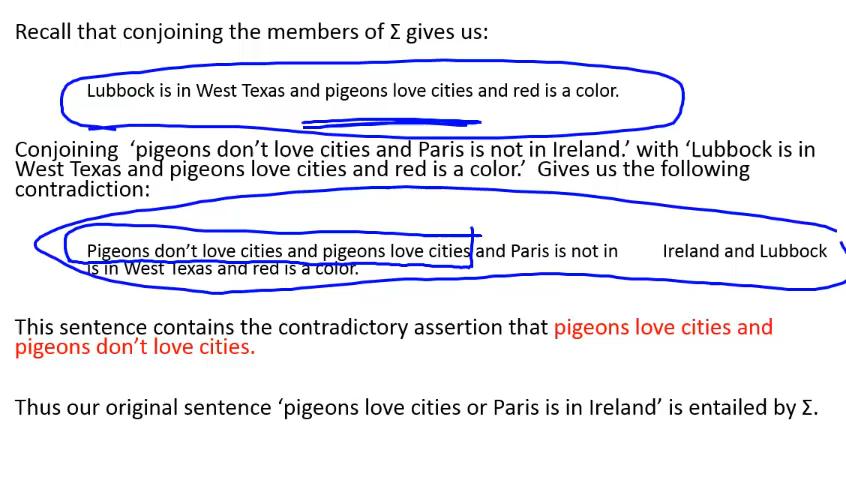 Recall that conjoining the members of Σ gives us:
Lubbock is in West Texas and pigeons love cities and red is a color.
Conjoining ‘pigeons don’t love cities and Paris is not in Ireland.’ with ‘Lubbock is in
West Texas and pigeons love cities and red is a color.’ Gives us the following
contradiction:
Pigeons don’t love cities and pigeons love cities and Paris is not in Ireland and Lubbock
is in West Texas and red is a color.
This sentence contains the contradictory assertion that pigeons love cities and
pigeons don’t love cities.
Thus our original sentence ‘pigeons love cities or Paris is in Ireland’ is entailed by Σ.